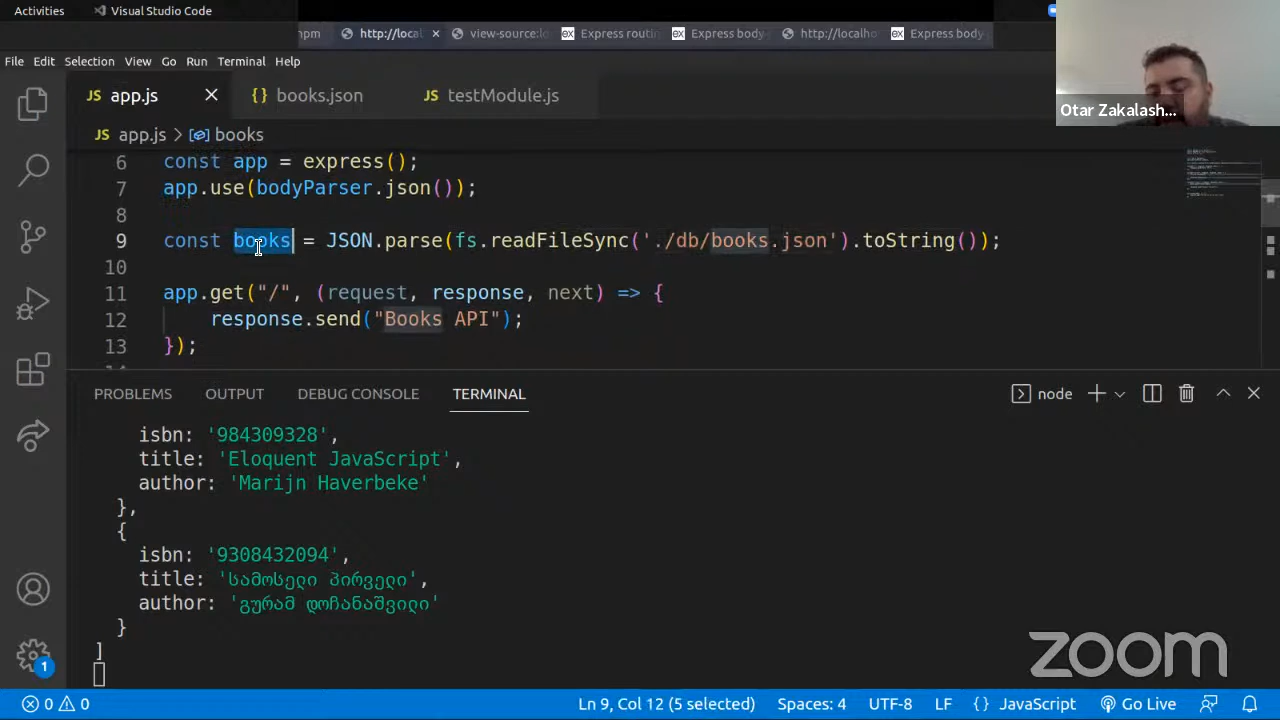 Activities
Visual Studio Code
npm
http://local
view-source:lo
Express routin
Express body-
http://localho
Express body-
File Edit Selection View Go Run Terminal Help
Otar Zakalash...
JS app.js
{} books.json
JS testModule.js
JS app.js > books
6 const app = express();
7 app.use(bodyParser.json());
8
9 const books = JSON.parse(fs.readFileSync('./db/books.json').toString());
10
11 app.get("/", (request, response, next) => {
12 response.send("Books API");
13 });
PROBLEMS OUTPUT DEBUG CONSOLE TERMINAL
node
isbn: '984309328',
title: 'Eloquent JavaScript',
author: 'Marijn Haverbeke'
},
{
isbn: '9308432094',
title: 'სამოსელი პირველი',
author: 'გურამ დოჩანაშვილი'
}
]
zoom
1
0 0
Ln 9, Col 12 (5 selected) Spaces: 4 UTF-8 LF {} JavaScript Go Live